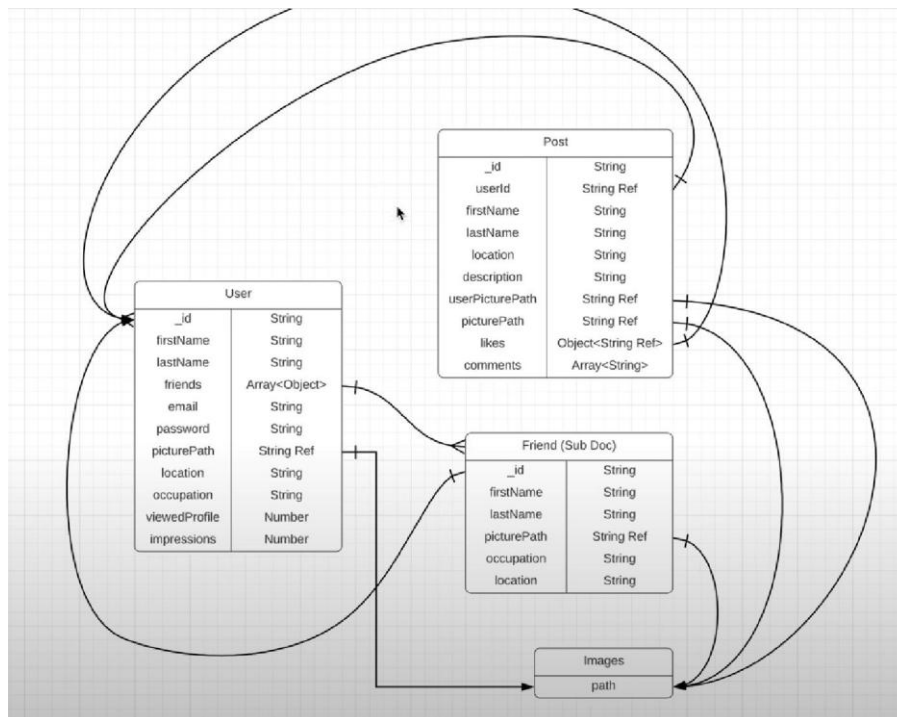 Post
_id String
userId String Ref
firstName String
lastName String
location String
description String
userPicturePath String Ref
picturePath String Ref
likes Object<String Ref>
comments Array<String>
User
_id String
firstName String
lastName String
friends Array<Object>
email String
password String
picturePath String Ref
location String
occupation String
viewedProfile Number
impressions Number
Friend (Sub Doc)
_id String
firstName String
lastName String
picturePath String Ref
occupation String
location String
Images
path